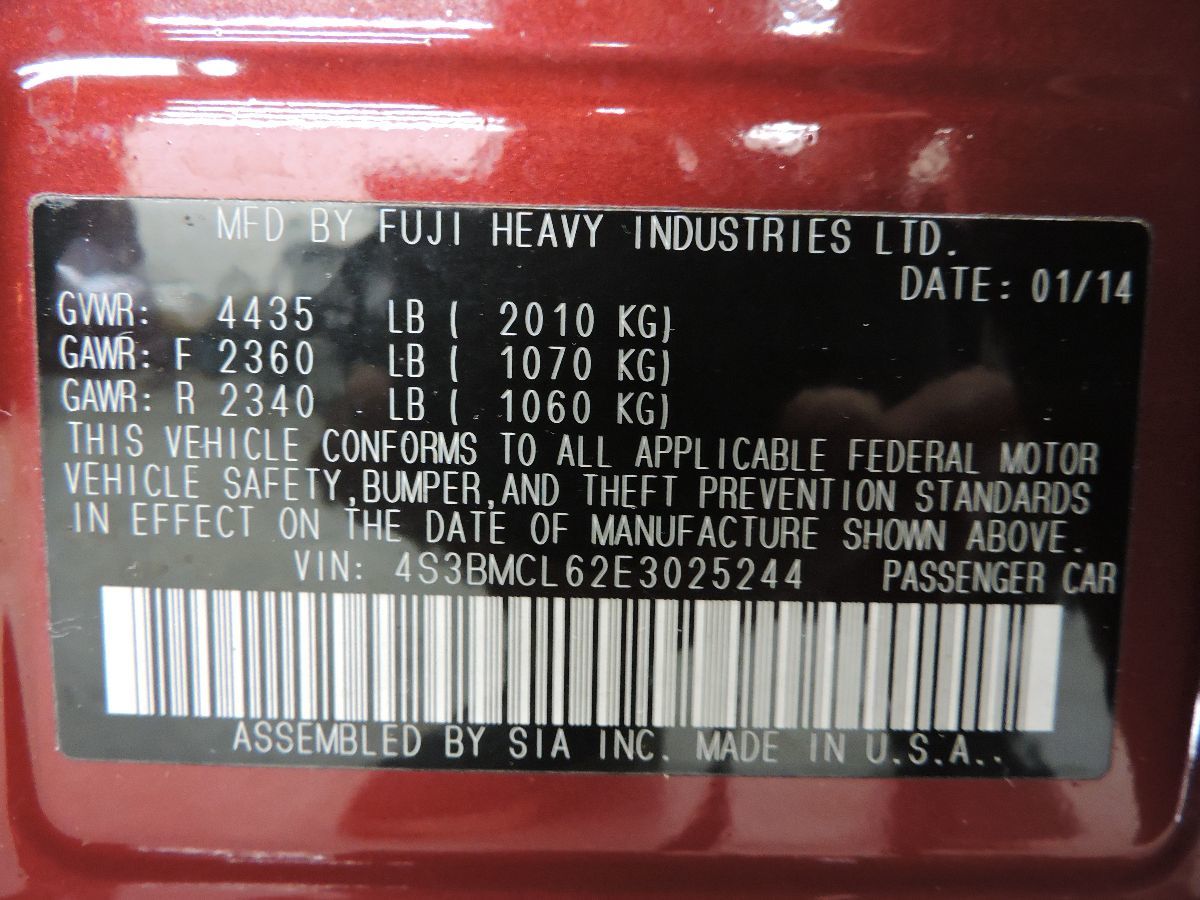 MFD BY FUJI HEAVY INDUSTRIES LTD.
DATE: 01/14
GVWR: 4435 LB ( 2010 KG)
GAWR: F 2360 LB ( 1070 KG)
GAWR: R 2340 LB ( 1060 KG)
THIS VEHICLE CONFORMS TO ALL APPLICABLE FEDERAL MOTOR
VEHICLE SAFETY,BUMPER,AND THEFT PREVENTION STANDARDS
IN EFFECT ON THE DATE OF MANUFACTURE SHOWN ABOVE.
VIN: 4S3BMCL62E3025244 PASSENGER CAR
ASSEMBLED BY SIA INC. MADE IN U.S.A..